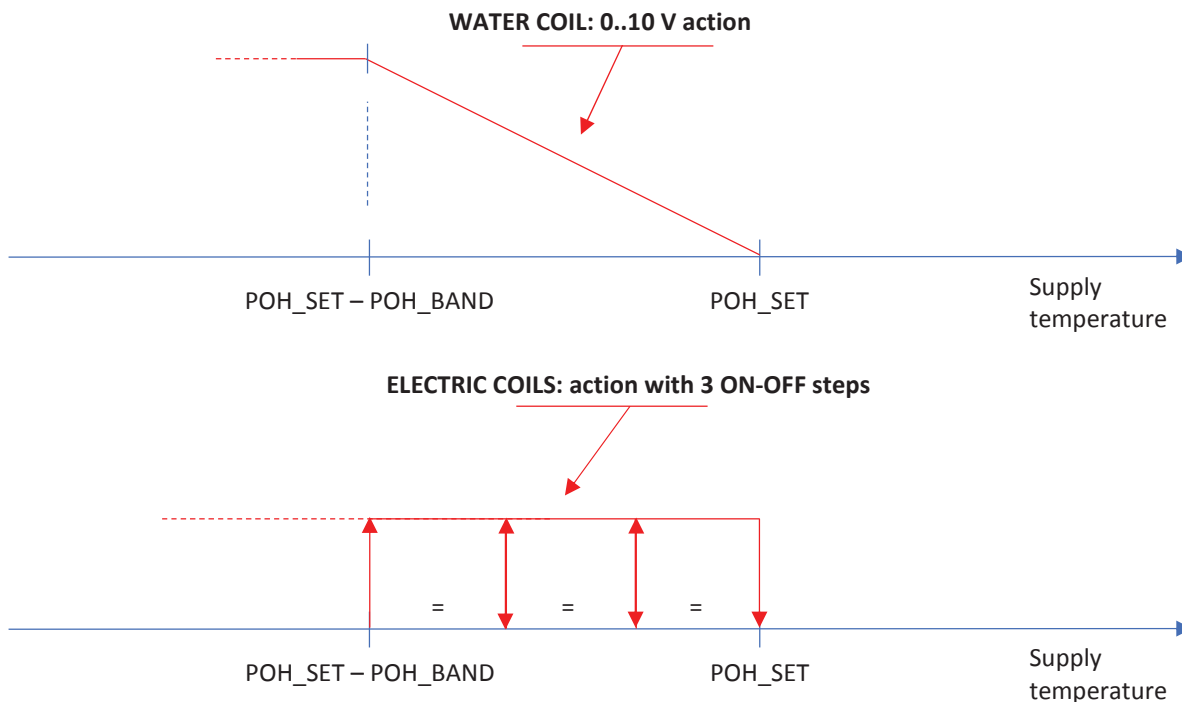 WATER COIL: 0..10 V action
POH_SET – POH_BAND
POH_SET
Supply
temperature
ELECTRIC COILS: action with 3 ON-OFF steps
= = =
POH_SET – POH_BAND
POH_SET
Supply
temperature